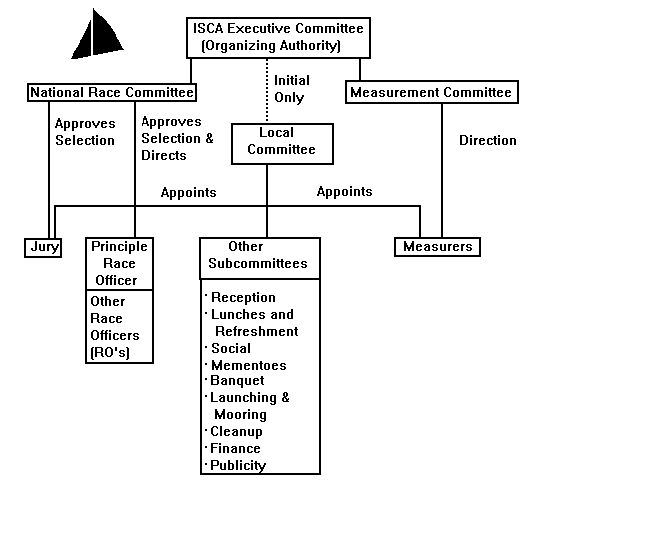 ISCA Executive Committee
(Organizing Authority)
Initial
Only
National Race Committee
Measurement Committee
Approves
Selection
Approves
Selection &
Directs
Local
Committee
Direction
Appoints
Appoints
Jury
Principle
Race
Officer
Other
Race
Officers
(RO's)
Other
Subcommittees
· Reception
· Lunches and
Refreshment
· Social
· Mementoes
· Banquet
· Launching &
Mooring
· Cleanup
· Finance
· Publicity
Measurers